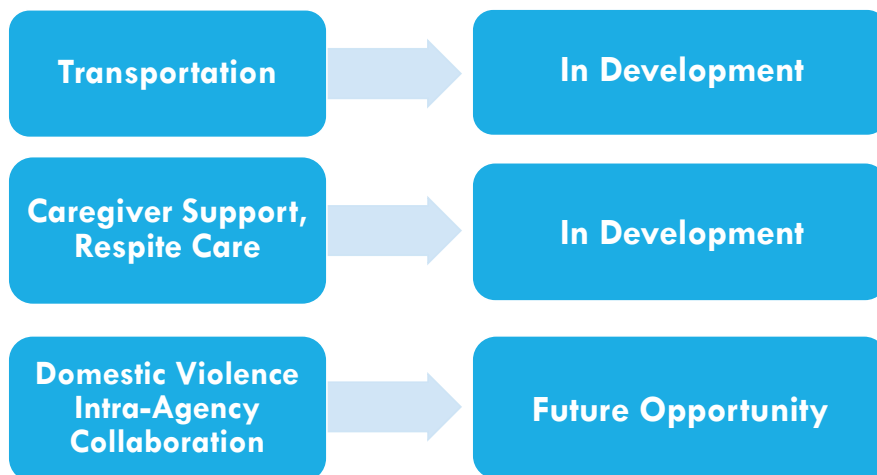 Transportation
In Development
Caregiver Support,
Respite Care
In Development
Domestic Violence
Intra-Agency
Collaboration
Future Opportunity